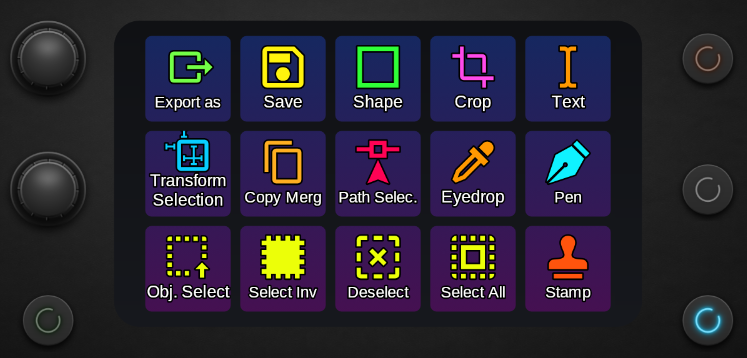 Export as
Save
Shape
Crop
Text
Transform
Selection
Copy Merg
Path Selec.
Eyedrop
Pen
Obj. Select
Select Inv
Deselect
Select All
Stamp